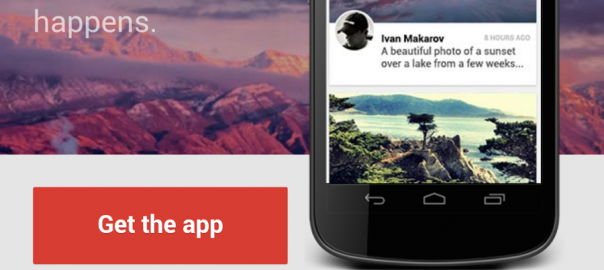 happens.
Ivan Makarov
8 HOURS AGO
A beautiful photo of a sunset
over a lake from a few weeks...
Get the app